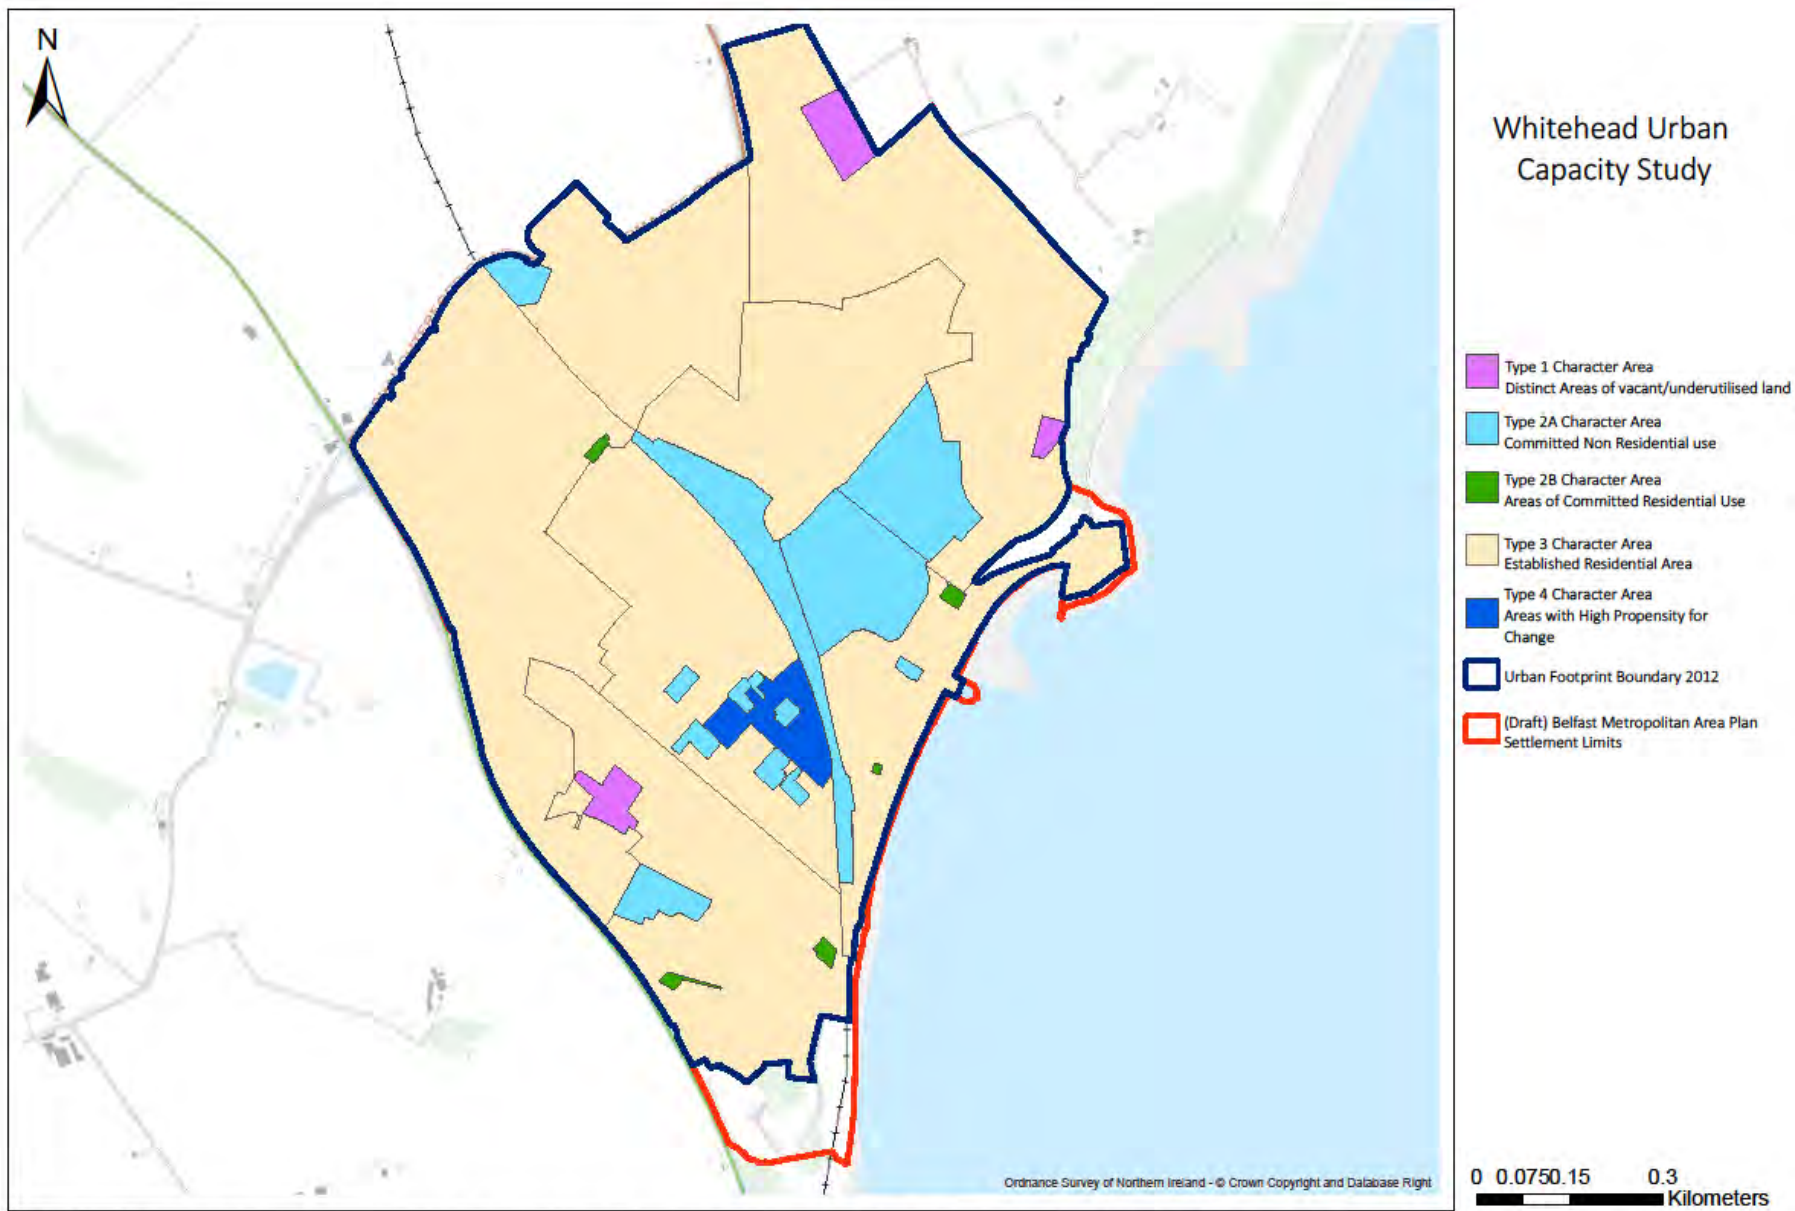 N
Whitehead Urban
Capacity Study
Type 1 Character Area
Distinct Areas of vacant/underutilised land
Type 2A Character Area
Committed Non Residential use
Type 2B Character Area
Areas of Committed Residential Use
Type 3 Character Area
Established Residential Area
Type 4 Character Area
Areas with High Propensity for
Change
Urban Footprint Boundary 2012
(Draft) Belfast Metropolitan Area Plan
Settlement Limits
Ordnance Survey of Northern Ireland - © Crown Copyright and Database Right
0 0.0750.15 0.3
Kilometers